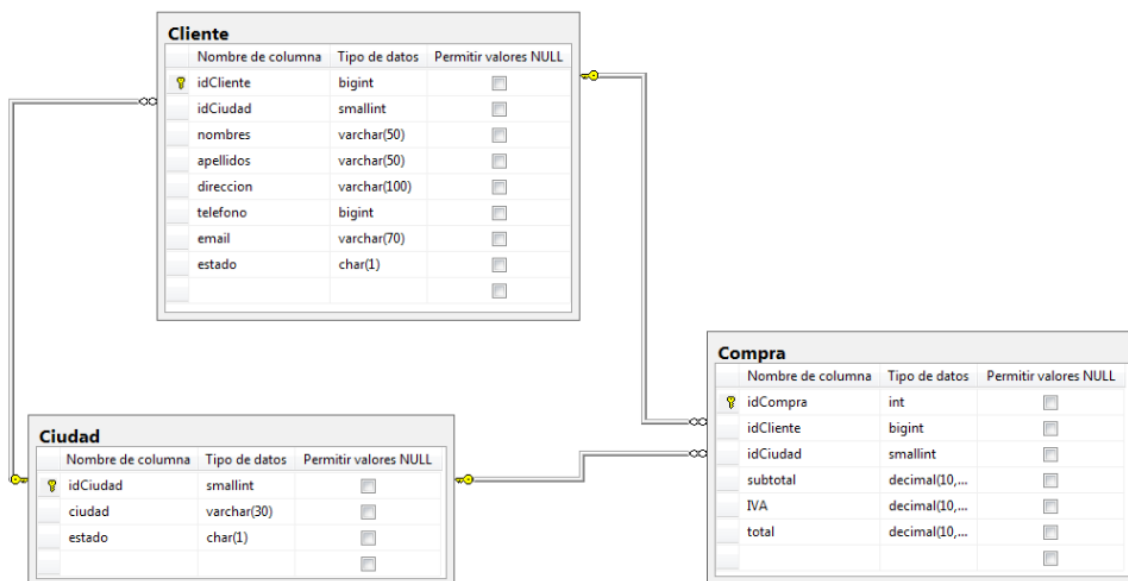 Cliente
Nombre de columna Tipo de datos Permitir valores NULL
idCliente bigint
idCiudad smallint
nombres varchar(50)
apellidos varchar(50)
direccion varchar(100)
telefono bigint
email varchar(70)
estado char(1)
Ciudad
Nombre de columna Tipo de datos Permitir valores NULL
idCiudad smallint
ciudad varchar(30)
estado char(1)
Compra
Nombre de columna Tipo de datos Permitir valores NULL
idCompra int
idCliente bigint
idCiudad smallint
subtotal decimal(10,...
IVA decimal(10,...
total decimal(10,...